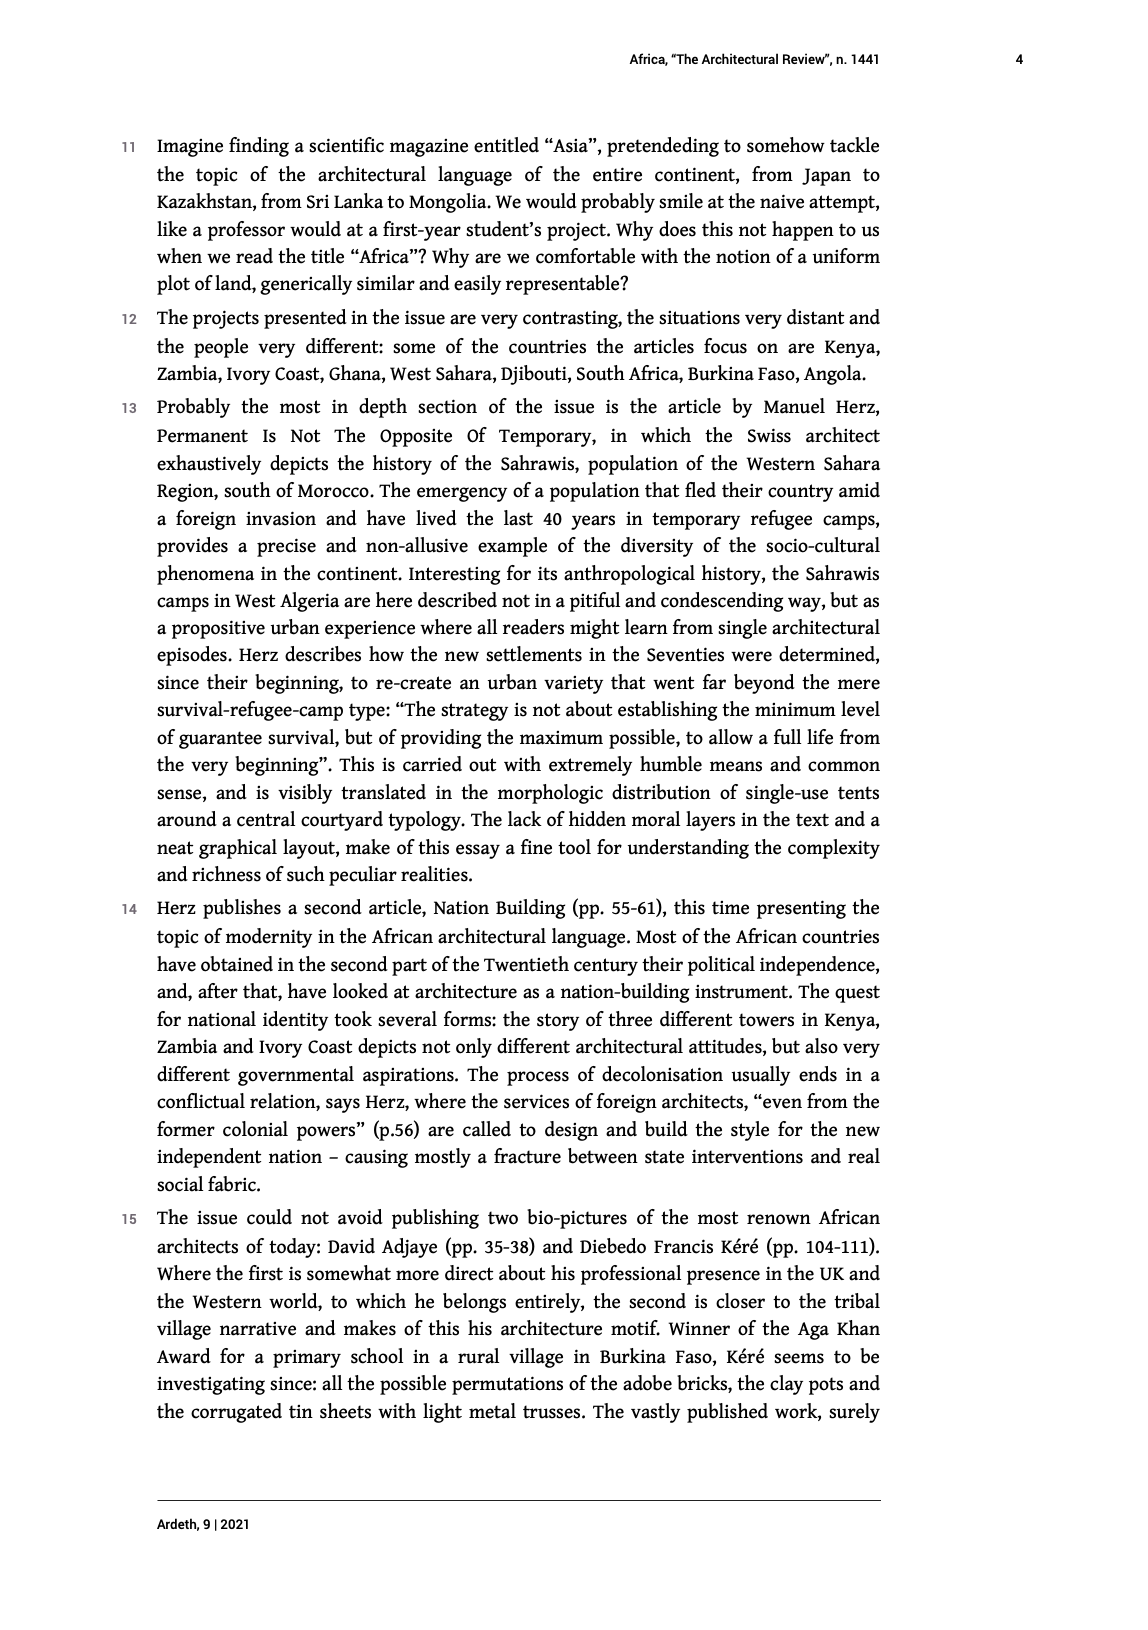 Africa, “The Architectural Review”, n. 1441
4
11 Imagine finding a scientific magazine entitled “Asia”, pretendeding to somehow tackle
the topic of the architectural language of the entire continent, from Japan to
Kazakhstan, from Sri Lanka to Mongolia. We would probably smile at the naive attempt,
like a professor would at a first-year student’s project. Why does this not happen to us
when we read the title “Africa”? Why are we comfortable with the notion of a uniform
plot of land, generically similar and easily representable?
12 The projects presented in the issue are very contrasting, the situations very distant and
the people very different: some of the countries the articles focus on are Kenya,
Zambia, Ivory Coast, Ghana, West Sahara, Djibouti, South Africa, Burkina Faso, Angola.
13 Probably the most in depth section of the issue is the article by Manuel Herz,
Permanent Is Not The Opposite Of Temporary, in which the Swiss architect
exhaustively depicts the history of the Sahrawis, population of the Western Sahara
Region, south of Morocco. The emergency of a population that fled their country amid
a foreign invasion and have lived the last 40 years in temporary refugee camps,
provides a precise and non-allusive example of the diversity of the socio-cultural
phenomena in the continent. Interesting for its anthropological history, the Sahrawis
camps in West Algeria are here described not in a pitiful and condescending way, but as
a propositive urban experience where all readers might learn from single architectural
episodes. Herz describes how the new settlements in the Seventies were determined,
since their beginning, to re-create an urban variety that went far beyond the mere
survival-refugee-camp type: “The strategy is not about establishing the minimum level
of guarantee survival, but of providing the maximum possible, to allow a full life from
the very beginning”. This is carried out with extremely humble means and common
sense, and is visibly translated in the morphologic distribution of single-use tents
around a central courtyard typology. The lack of hidden moral layers in the text and a
neat graphical layout, make of this essay a fine tool for understanding the complexity
and richness of such peculiar realities.
14 Herz publishes a second article, Nation Building (pp. 55-61), this time presenting the
topic of modernity in the African architectural language. Most of the African countries
have obtained in the second part of the Twentieth century their political independence,
and, after that, have looked at architecture as a nation-building instrument. The quest
for national identity took several forms: the story of three different towers in Kenya,
Zambia and Ivory Coast depicts not only different architectural attitudes, but also very
different governmental aspirations. The process of decolonisation usually ends in a
conflictual relation, says Herz, where the services of foreign architects, “even from the
former colonial powers” (p.56) are called to design and build the style for the new
independent nation – causing mostly a fracture between state interventions and real
social fabric.
15 The issue could not avoid publishing two bio-pictures of the most renown African
architects of today: David Adjaye (pp. 35-38) and Diebedo Francis Kéré (pp. 104-111).
Where the first is somewhat more direct about his professional presence in the UK and
the Western world, to which he belongs entirely, the second is closer to the tribal
village narrative and makes of this his architecture motif. Winner of the Aga Khan
Award for a primary school in a rural village in Burkina Faso, Kéré seems to be
investigating since: all the possible permutations of the adobe bricks, the clay pots and
the corrugated tin sheets with light metal trusses. The vastly published work, surely
Ardeth, 9 | 2021